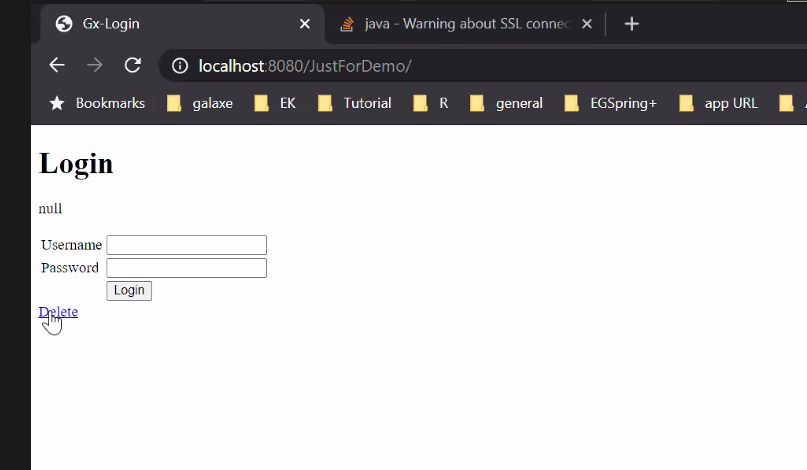 Gx-Login
java - Warning about SSL connec
localhost:8080/JustForDemo/
Bookmarks galaxe EK Tutorial R general EGSpring+ app URL
Login
null
Username
Password
Login
Delete